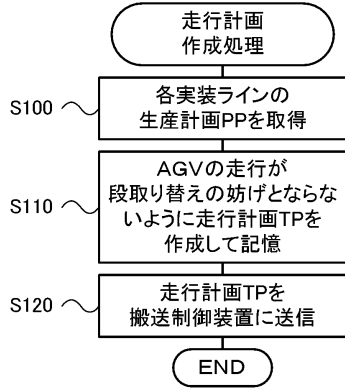 走行計画
作成処理
S100
各実装ラインの
生産計画PPを取得
S110
AGVの走行が
段取り替えの妨げとならな
いように走行計画TPを
作成して記憶
S120
走行計画TPを
搬送制御装置に送信
END